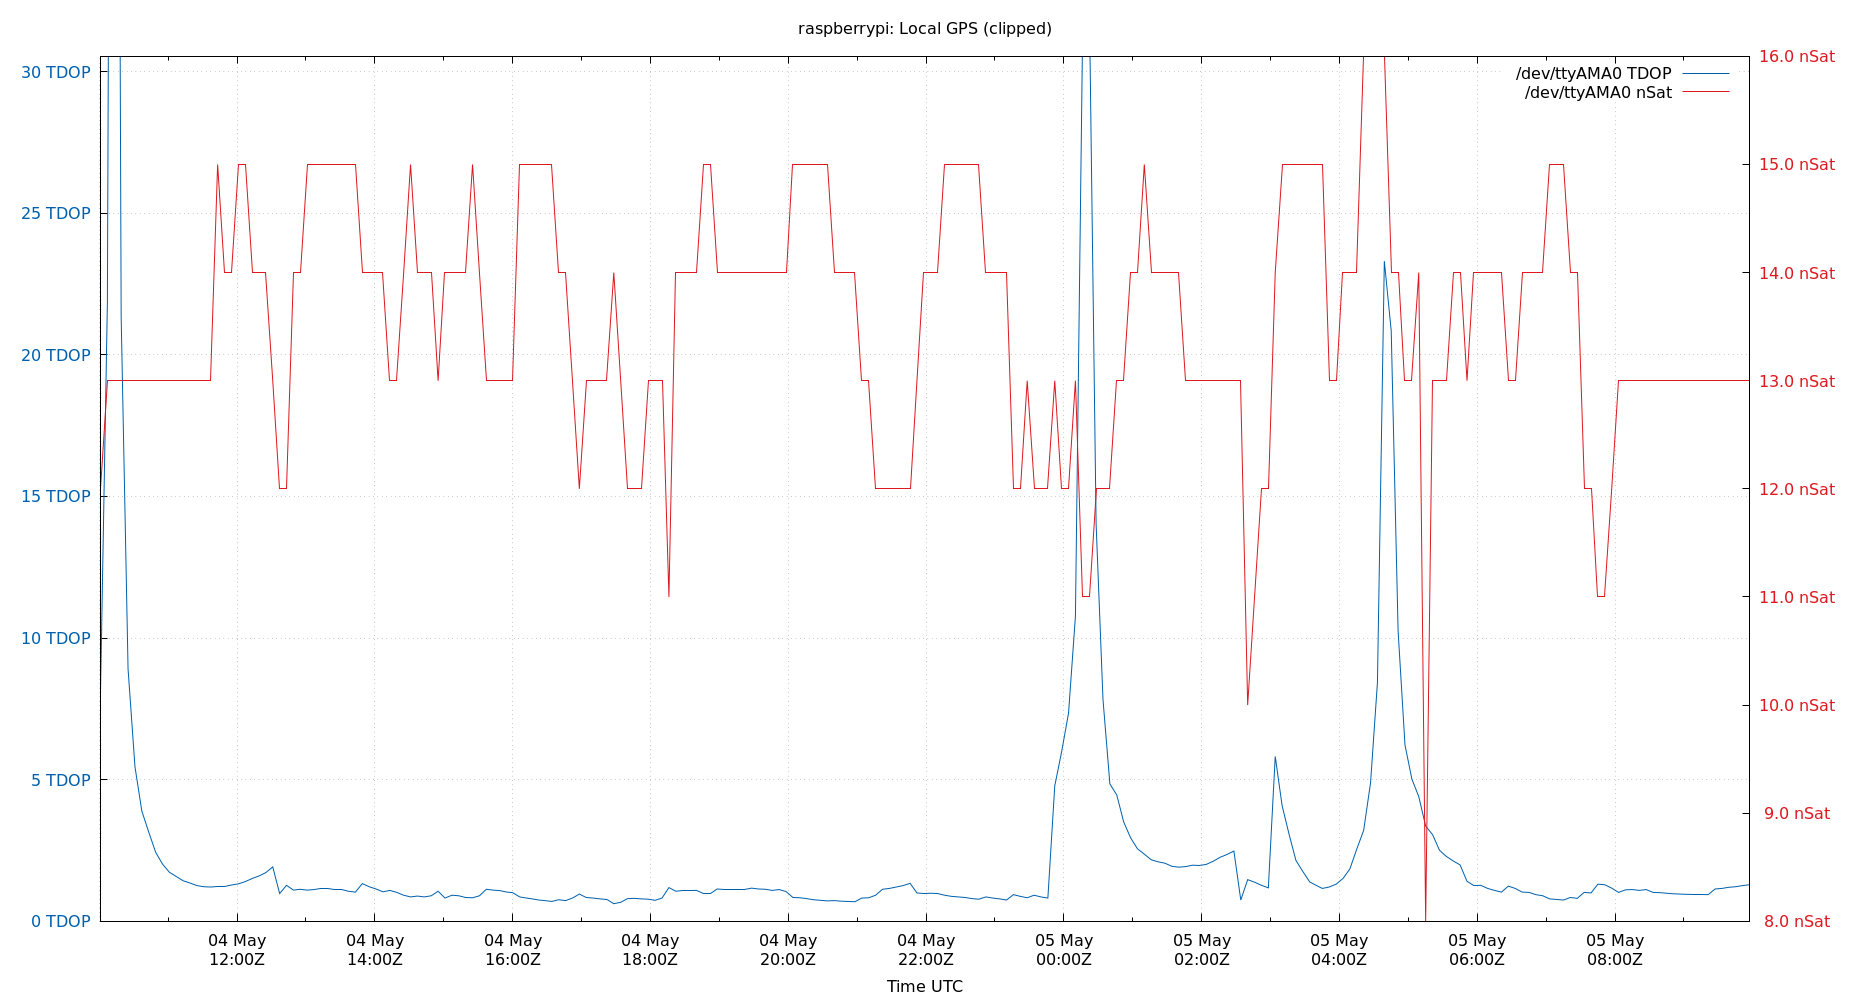 raspberrypi: Local GPS (clipped)
30 TDOP
25 TDOP
20 TDOP
15 TDOP
10 TDOP
5 TDOP
0 TDOP
/dev/ttyAMA0 TDOP
/dev/ttyAMA0 nSat
16.0 nSat
15.0 nSat
14.0 nSat
13.0 nSat
12.0 nSat
11.0 nSat
10.0 nSat
9.0 nSat
8.0 nSat
04 May
12:00Z
04 May
14:00Z
04 May
16:00Z
04 May
18:00Z
04 May
20:00Z
04 May
22:00Z
05 May
00:00Z
05 May
02:00Z
05 May
04:00Z
05 May
06:00Z
05 May
08:00Z
Time UTC